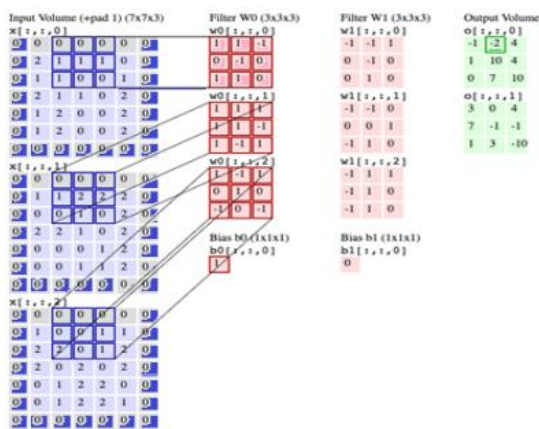 Input Volume (+pad 1) (7x7x3)
x[:,:,0]
0 0 0 0 0 0 0
0 2 1 1 1 0 0
0 1 1 0 0 1 0
0 2 1 1 0 2 0
0 1 2 0 0 2 0
0 1 2 0 0 2 0
0 0 0 0 0 0 0
x[:,:,1]
0 0 0 0 0 0 0
0 1 1 2 2 2 0
0 0 0 1 0 2 0
0 2 2 1 0 2 0
0 0 0 0 1 2 0
0 0 0 1 1 2 0
0 0 0 0 0 0 0
x[:,:,2]
0 0 0 0 0 0 0
0 1 0 0 1 1 0
0 2 2 0 1 2 0
0 2 0 2 0 2 0
0 0 1 2 2 0 0
0 0 1 2 2 1 0
0 0 0 0 0 0 0
Filter W0 (3x3x3)
w0[:,:,0]
1 1 -1
0 -1 0
1 1 0
w0[:,:,1]
1 1 1
1 1 -1
1 -1 1
w0[:,:,2]
1 -1 1
0 0 0
-1 0 -1
Bias b0 (1x1x1)
b0[:,:,0]
1
Filter W1 (3x3x3)
w1[:,:,0]
-1 -1 1
-1 -1 0
0 1 0
w1[:,:,1]
-1 -1 0
0 0 1
-1 1 0
w1[:,:,2]
-1 1 1
-1 1 0
-1 1 0
Bias b1 (1x1x1)
b1[:,:,0]
0
Output Volume
o[:,:,0]
-1 -2 4
1 10 4
0 7 10
o[:,:,1]
3 0 4
7 -1 -1
1 3 -10